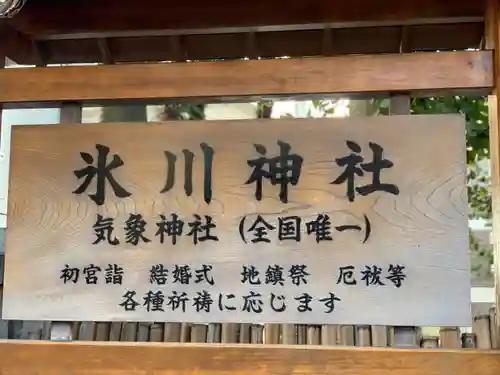 氷川神社
気象神社 (全国唯一)
初宮詣 結婚式 地鎮祭 厄祓等
各種祈祷に応じます